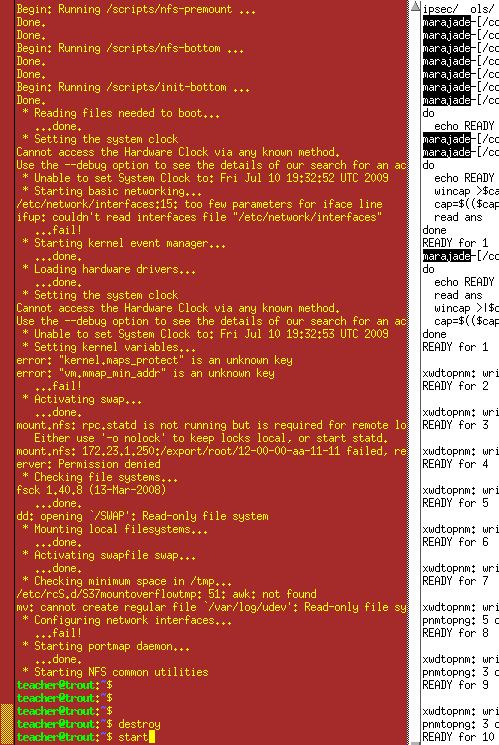 Begin: Running /scripts/nfs-premount ...
Done.
Done.
Begin: Running /scripts/nfs-bottom ...
Done.
Done.
Begin: Running /scripts/init-bottom ...
Done.
 * Reading files needed to boot...
   ...done.
 * Setting the system clock
Cannot access the Hardware Clock via any known method.
Use the --debug option to see the details of our search for an ac
 * Unable to set System Clock to: Fri Jul 10 19:32:52 UTC 2009
 * Starting basic networking...
/etc/network/interfaces:15: too few parameters for iface line
ifup: couldn't read interfaces file "/etc/network/interfaces"
   ...fail!
 * Starting kernel event manager...
   ...done.
 * Loading hardware drivers...
   ...done.
 * Setting the system clock
Cannot access the Hardware Clock via any known method.
Use the --debug option to see the details of our search for an ac
 * Unable to set System Clock to: Fri Jul 10 19:32:53 UTC 2009
 * Setting kernel variables...
error: "kernel.maps_protect" is an unknown key
error: "vm.mmap_min_addr" is an unknown key
   ...fail!
 * Activating swap...
   ...done.
mount.nfs: rpc.statd is not running but is required for remote lo
   Either use '-o nolock' to keep locks local, or start statd.
mount.nfs: 172.23.1.250:/export/root/12-00-00-aa-11-11 failed, re
erver: Permission denied
 * Checking file systems...
fsck 1.40.8 (13-Mar-2008)
   ...done.
dd: opening `/SWAP': Read-only file system
 * Mounting local filesystems...
   ...done.
 * Activating swapfile swap...
   ...done.
 * Checking minimum space in /tmp...
/etc/rcS.d/S37mountoverflowtmp: 51: awk: not found
mv: cannot create regular file `/var/log/udev': Read-only file sy
 * Configuring network interfaces...
   ...fail!
 * Starting portmap daemon...
   ...done.
 * Starting NFS common utilities
teacher@trout:~$
teacher@trout:~$
teacher@trout:~$
teacher@trout:~$ destroy
teacher@trout:~$ start
ipsec/  ols/
marajade-[/co
marajade-[/co
marajade-[/co
marajade-[/co
marajade-[/co
marajade-[/co
marajade-[/co
do
  echo READY
marajade-[/co
marajade-[/co
do
  echo READY
  wincap >$ca
  cap=$(($cap
  read ans
done
READY for 1
marajade-[/co
do
  echo READY
  read ans
  wincap >|$c
  cap=$(($cap
done
READY for 1
xwdtopnm: wri
READY for 2
xwdtopnm: wri
READY for 3
xwdtopnm: wri
READY for 4
xwdtopnm: wri
READY for 5
xwdtopnm: wri
READY for 6
xwdtopnm: wri
READY for 7
xwdtopnm: wri
pnmtopng: 5 c
READY for 8
xwdtopnm: wri
pnmtopng: 3 c
READY for 9
xwdtopnm: wri
pnmtopng: 3 c
READY for 10